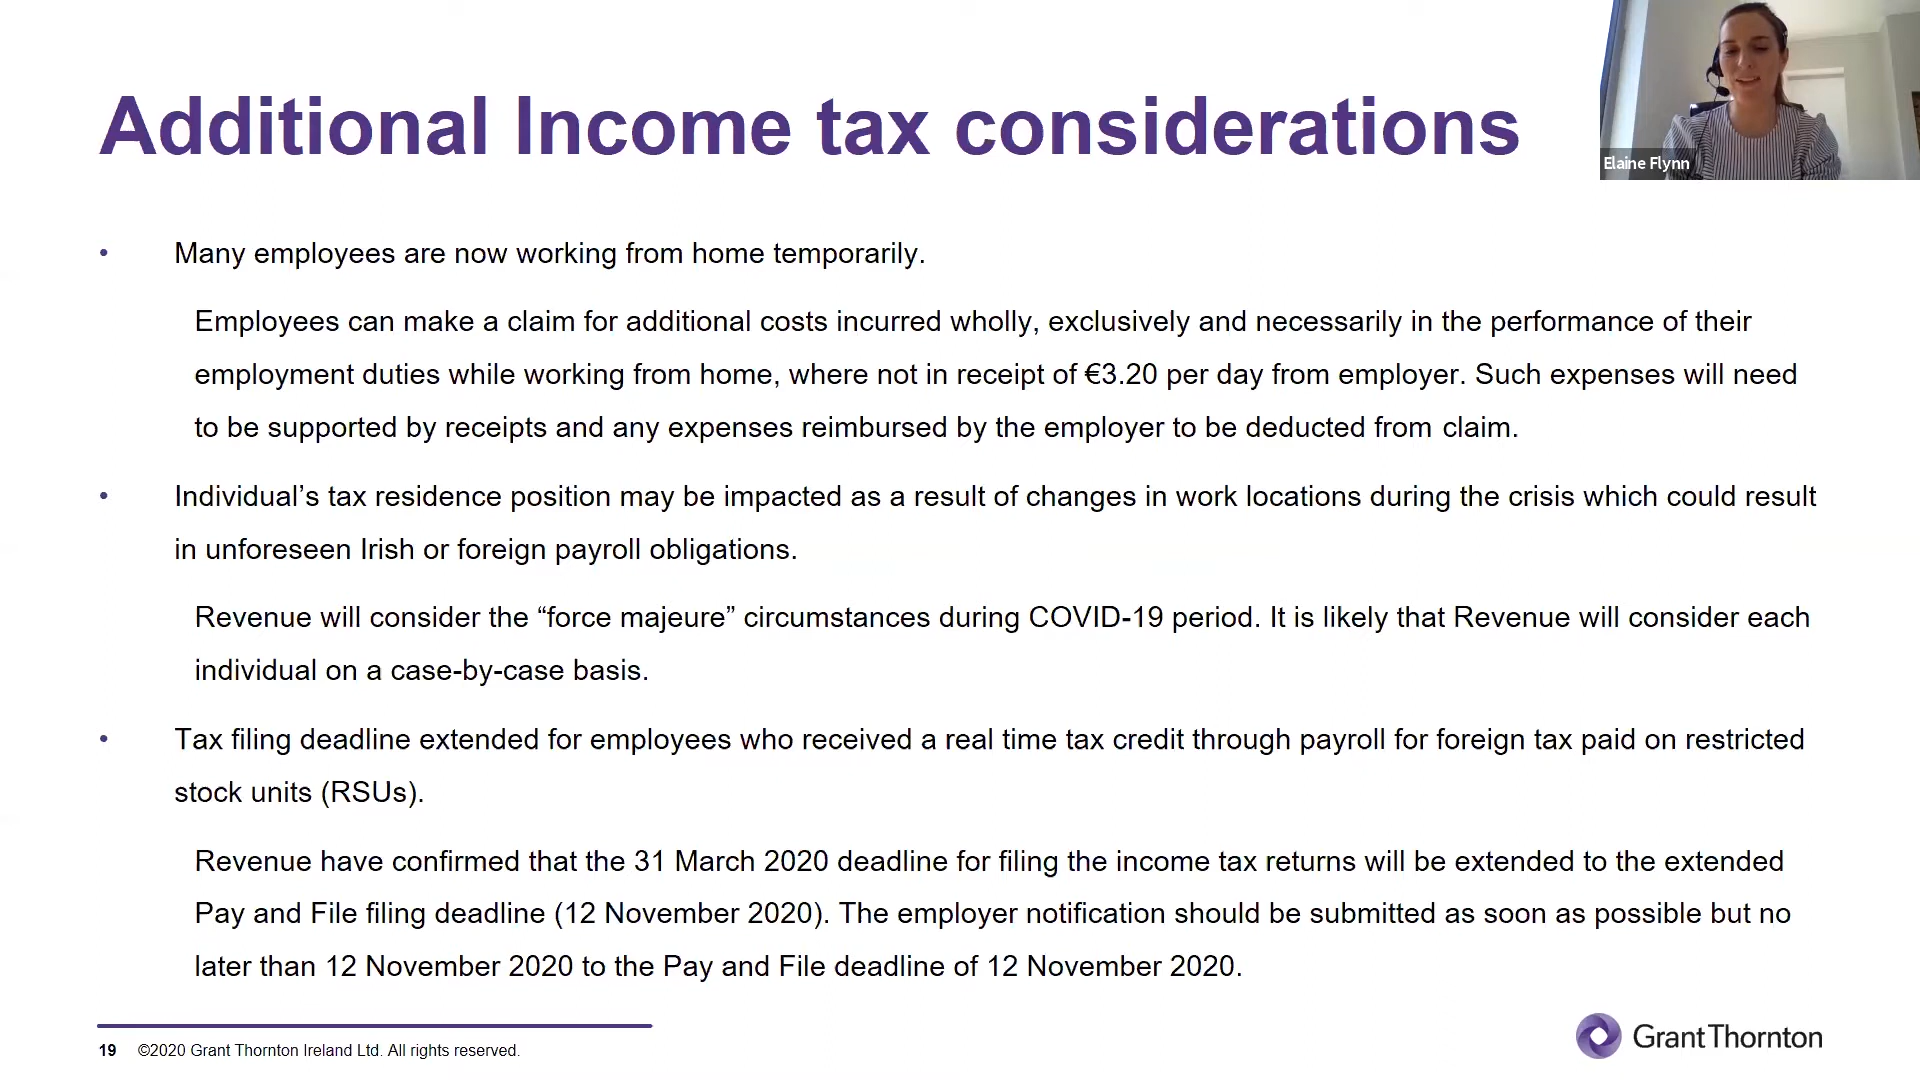 Additional Income tax considerations
Elaine Flynn
• Many employees are now working from home temporarily.
Employees can make a claim for additional costs incurred wholly, exclusively and necessarily in the performance of their
employment duties while working from home, where not in receipt of €3.20 per day from employer. Such expenses will need
to be supported by receipts and any expenses reimbursed by the employer to be deducted from claim.
• Individual’s tax residence position may be impacted as a result of changes in work locations during the crisis which could result
in unforeseen Irish or foreign payroll obligations.
Revenue will consider the “force majeure” circumstances during COVID-19 period. It is likely that Revenue will consider each
individual on a case-by-case basis.
• Tax filing deadline extended for employees who received a real time tax credit through payroll for foreign tax paid on restricted
stock units (RSUs).
Revenue have confirmed that the 31 March 2020 deadline for filing the income tax returns will be extended to the extended
Pay and File filing deadline (12 November 2020). The employer notification should be submitted as soon as possible but no
later than 12 November 2020 to the Pay and File deadline of 12 November 2020.
19 ©2020 Grant Thornton Ireland Ltd. All rights reserved.
Grant Thornton